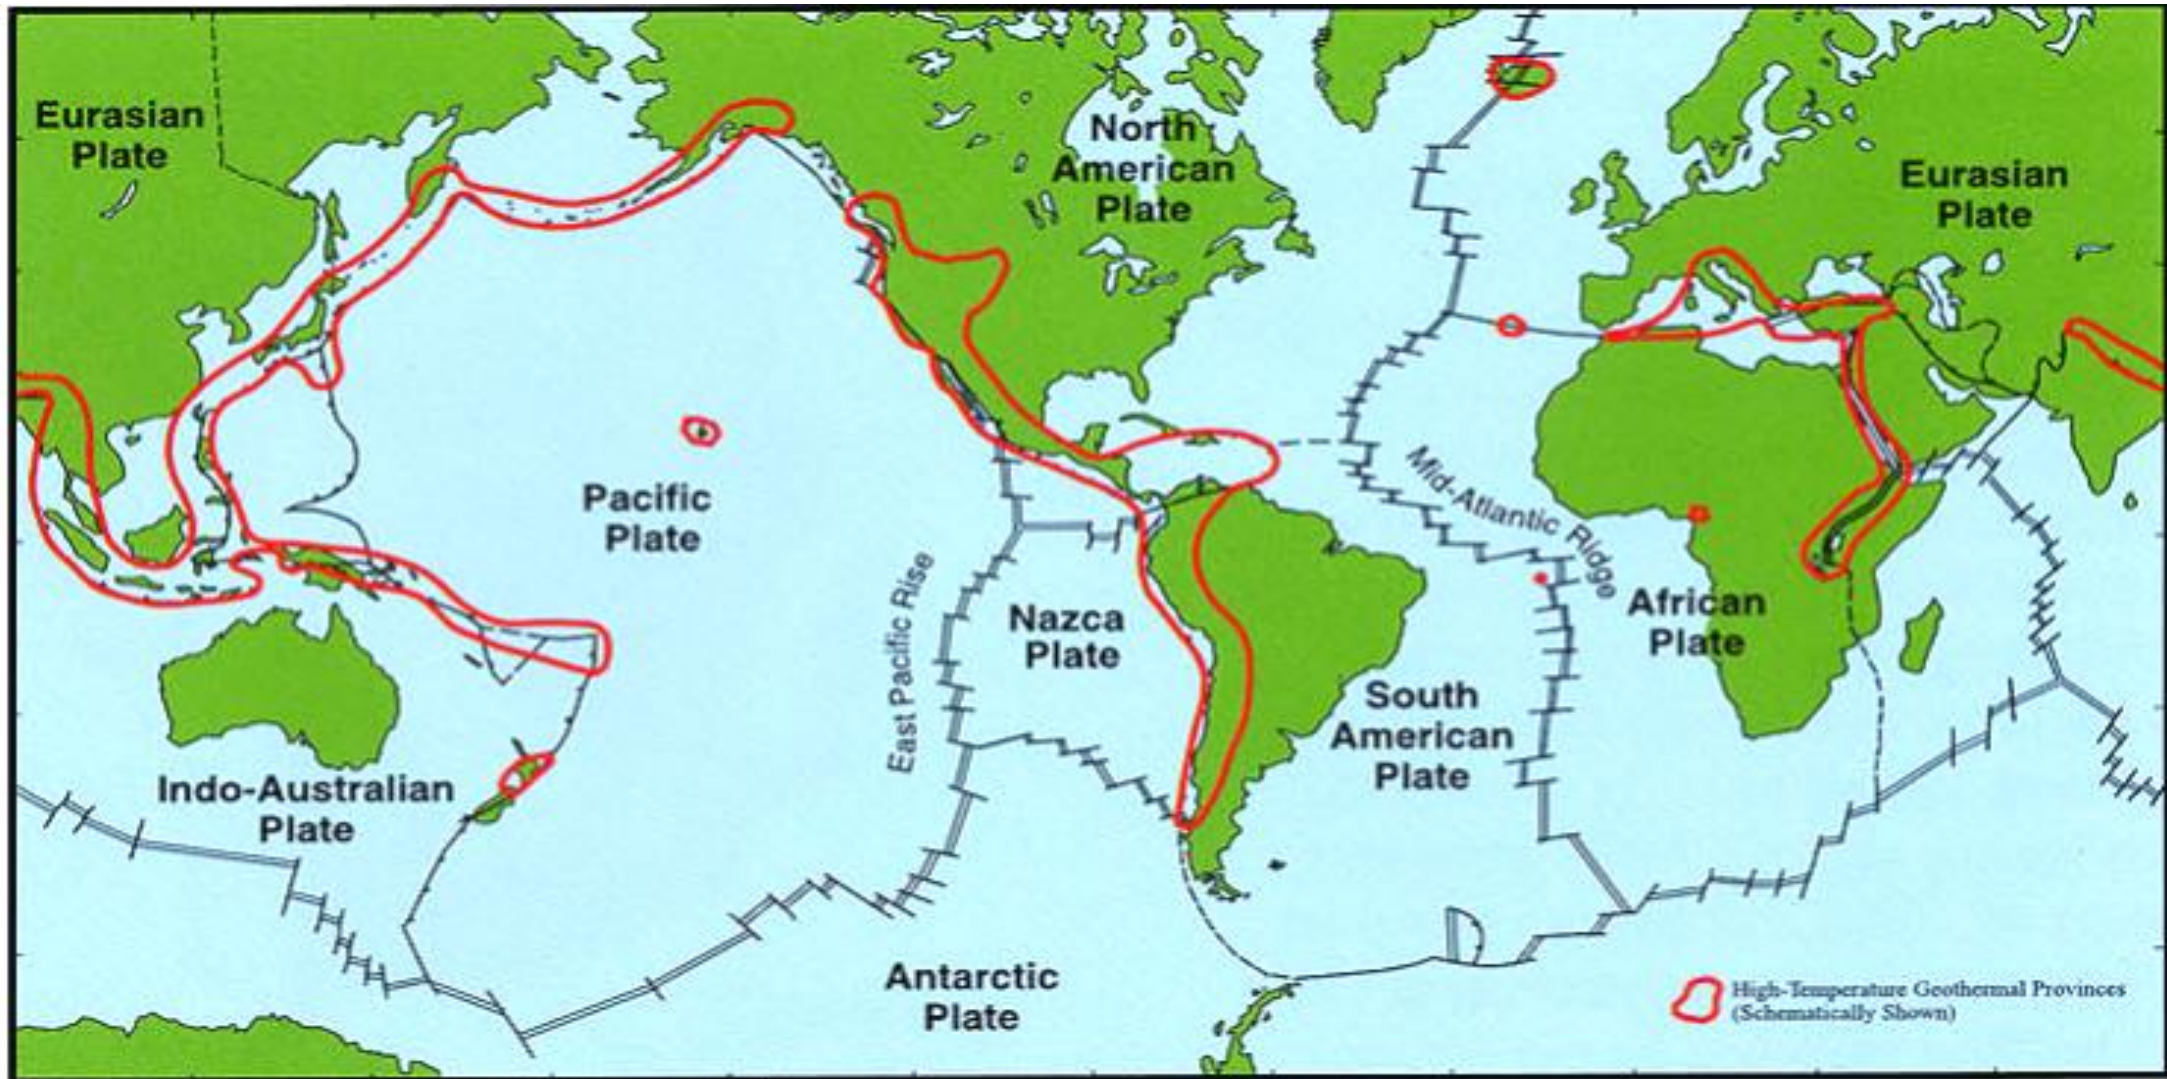 Eurasian
Plate
North
American
Plate
Eurasian
Plate
Pacific
Plate
Mid-Atlantic Ridge
East Pacific Rise
Nazca
Plate
African
Plate
South
American
Plate
Indo-Australian
Plate
Antarctic
Plate
High-Temperature Geothermal Provinces
(Schematically Shown)